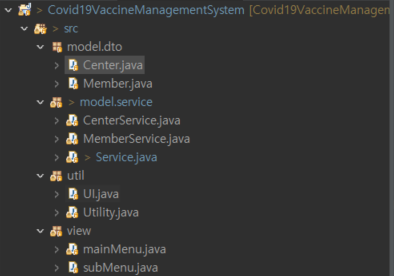 > Covid19VaccineManagementSystem [Covid19VaccineManagen
> src
model.dto
> Center.java
> Member.java
> model.service
> CenterService.java
> MemberService.java
> > Service.java
util
> UI.java
> Utility.java
view
> mainMenu.java
> subMenu.java